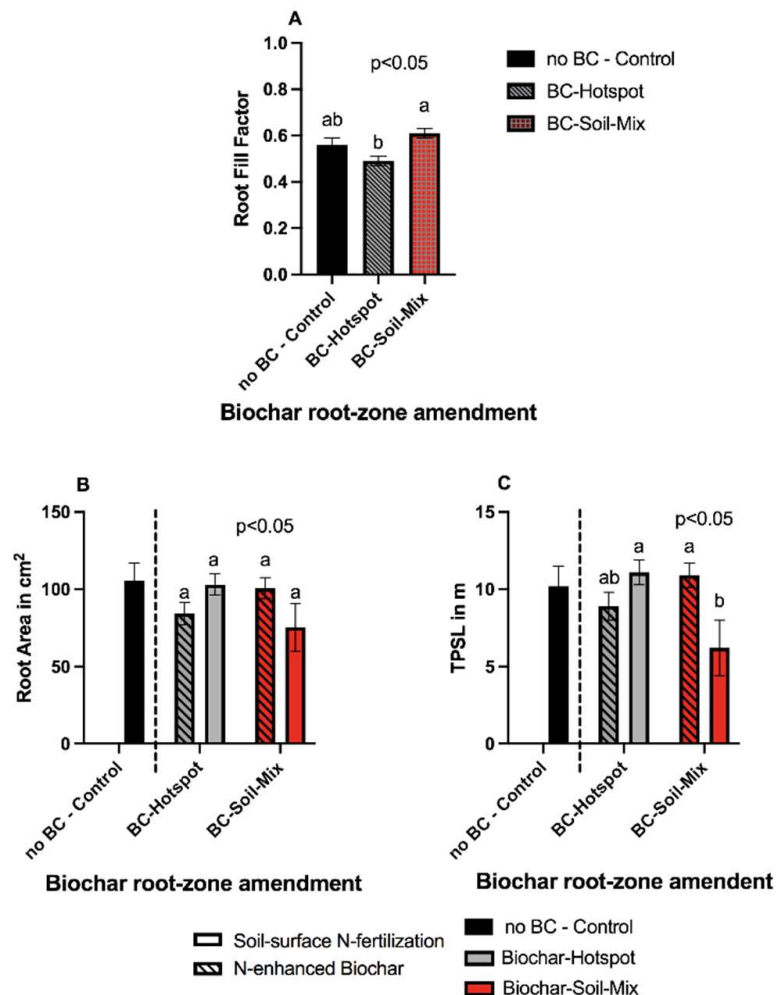 A
1.0
0.8
0.6
0.4
0.2
0.0
Root Fill Factor
p<0.05
ab
b
a
no BC - Control
BC-Hotspot
BC-Soil-Mix
Biochar root-zone amendment
no BC - Control
BC-Hotspot
BC-Soil-Mix
B
150
100
50
0
Root Area in cm²
p<0.05
a
a
a
a
no BC - Control
BC-Hotspot
BC-Soil-Mix
Biochar root-zone amendment
C
15
10
5
0
TPSL in m
p<0.05
ab
a
a
b
no BC - Control
BC-Hotspot
BC-Soil-Mix
Biochar root-zone amendent
Soil-surface N-fertilization
N-enhanced Biochar
no BC - Control
Biochar-Hotspot
Biochar-Soil-Mix